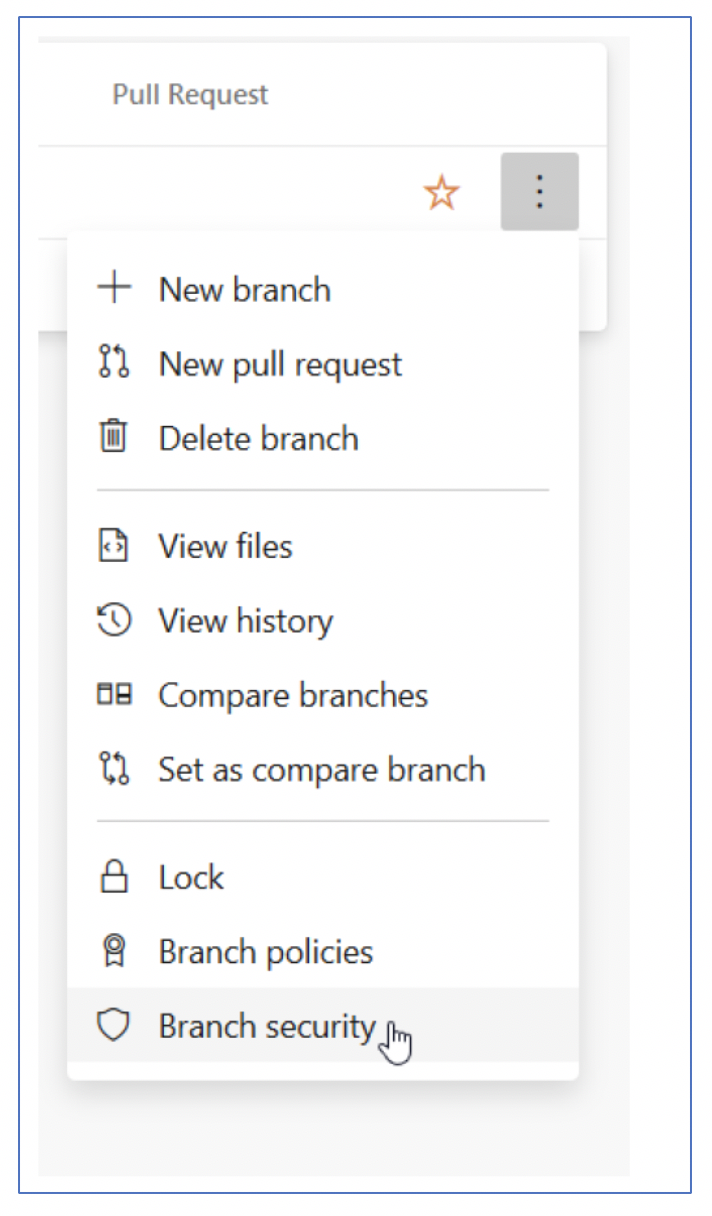 Pull Request
New branch
New pull request
Delete branch
View files
View history
Compare branches
Set as compare branch
Lock
Branch policies
Branch security